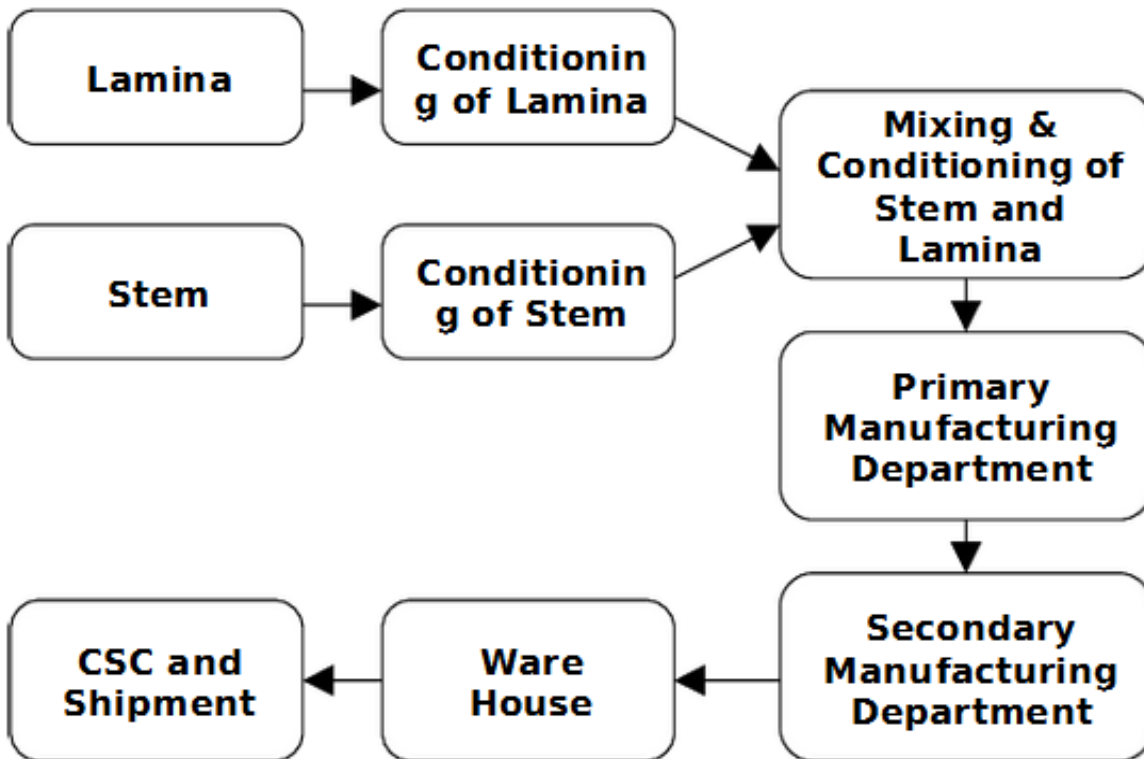 Lamina
Conditionin
g of Lamina
Mixing &
Conditioning of
Stem and
Lamina
Stem
Conditionin
g of Stem
Primary
Manufacturing
Department
Secondary
Manufacturing
Department
Ware
House
CSC and
Shipment